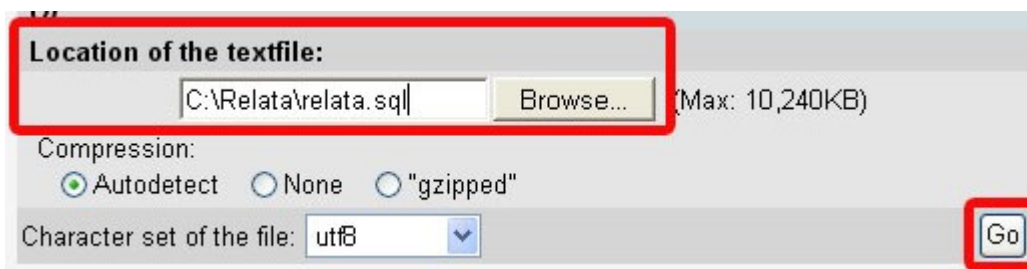 Location of the textfile:
C:\Relata\relata.sql Browse... (Max: 10,240KB)
Compression:
Autodetect None "gzipped"
Character set of the file: utf8 Go